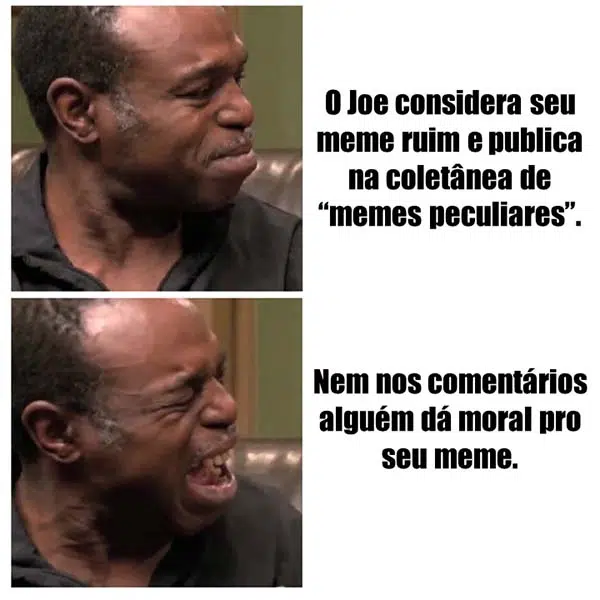 O Joe considera seu
meme ruim e publica
na coletânea de
“memes peculiares”.
Nem nos comentários
alguém dá moral pro
seu meme.